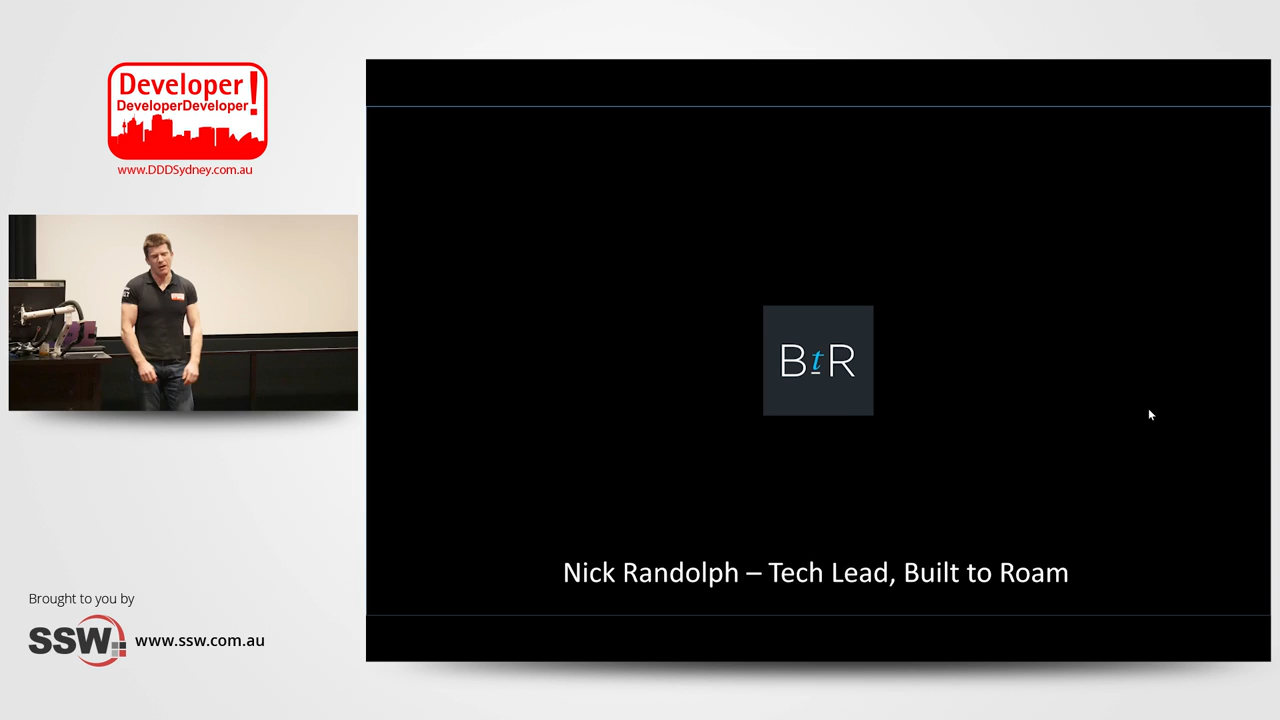 Developer!
DeveloperDeveloper
www.DDDSydney.com.au
BtR
Nick Randolph – Tech Lead, Built to Roam
Brought to you by
SSW
www.ssw.com.au